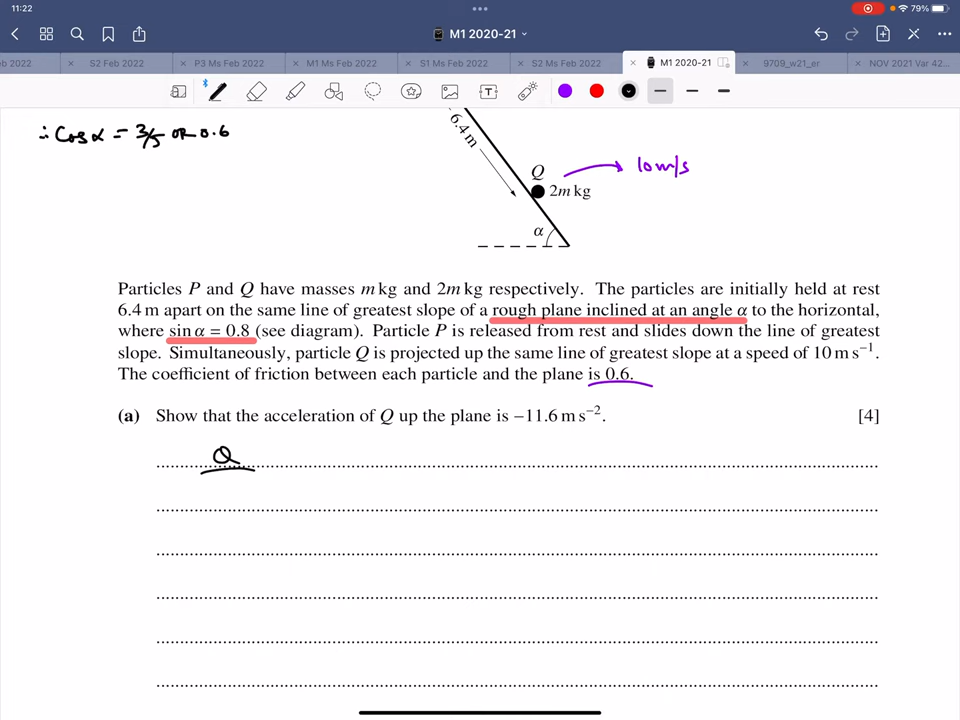 11:22
79%
M1 2020-21
eb 2022
S2 Feb 2022
P3 Ms Feb 2022
M1 Ms Feb 2022
S1 Ms Feb 2022
S2 Ms Feb 2022
M1 2020-21
9709_w21_er
NOV 2021 Var 42...
∴ Cos α = 3/5 OR 0.6
6.4 m
Q
10 m/s
2m kg
α
Particles P and Q have masses m kg and 2m kg respectively. The particles are initially held at rest
6.4 m apart on the same line of greatest slope of a rough plane inclined at an angle α to the horizontal,
where sin α = 0.8 (see diagram). Particle P is released from rest and slides down the line of greatest
slope. Simultaneously, particle Q is projected up the same line of greatest slope at a speed of 10 m s⁻¹.
The coefficient of friction between each particle and the plane is 0.6.
(a) Show that the acceleration of Q up the plane is −11.6 m s⁻². [4]
Q